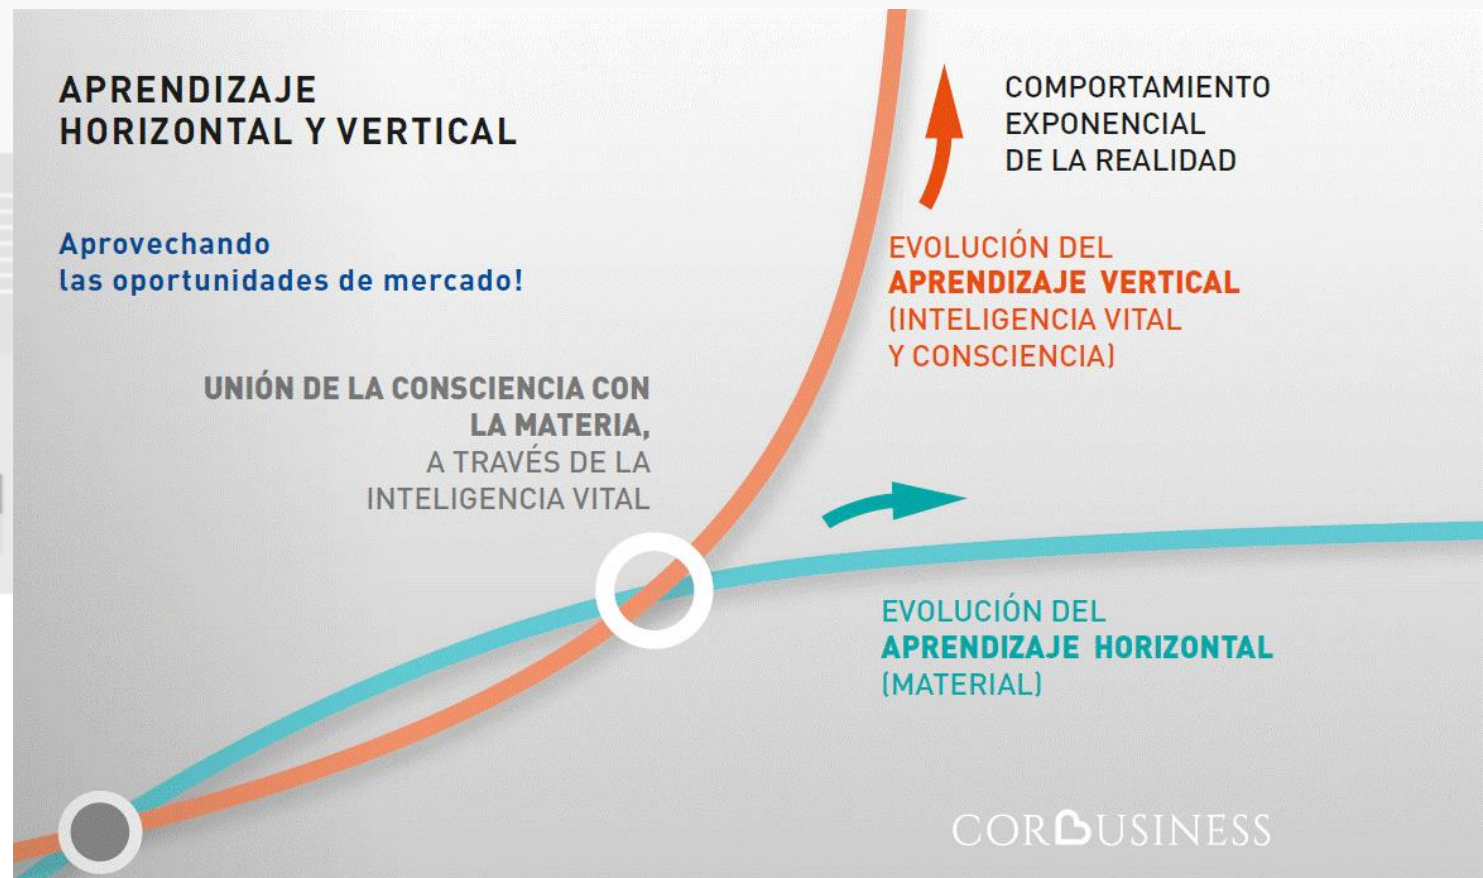 APRENDIZAJE
HORIZONTAL Y VERTICAL
Aprovechando
las oportunidades de mercado!
UNIÓN DE LA CONSCIENCIA CON
LA MATERIA,
A TRAVÉS DE LA
INTELIGENCIA VITAL
COMPORTAMIENTO
EXPONENCIAL
DE LA REALIDAD
EVOLUCIÓN DEL
APRENDIZAJE VERTICAL
(INTELIGENCIA VITAL
Y CONSCIENCIA)
EVOLUCIÓN DEL
APRENDIZAJE HORIZONTAL
(MATERIAL)
CORBUSINESS